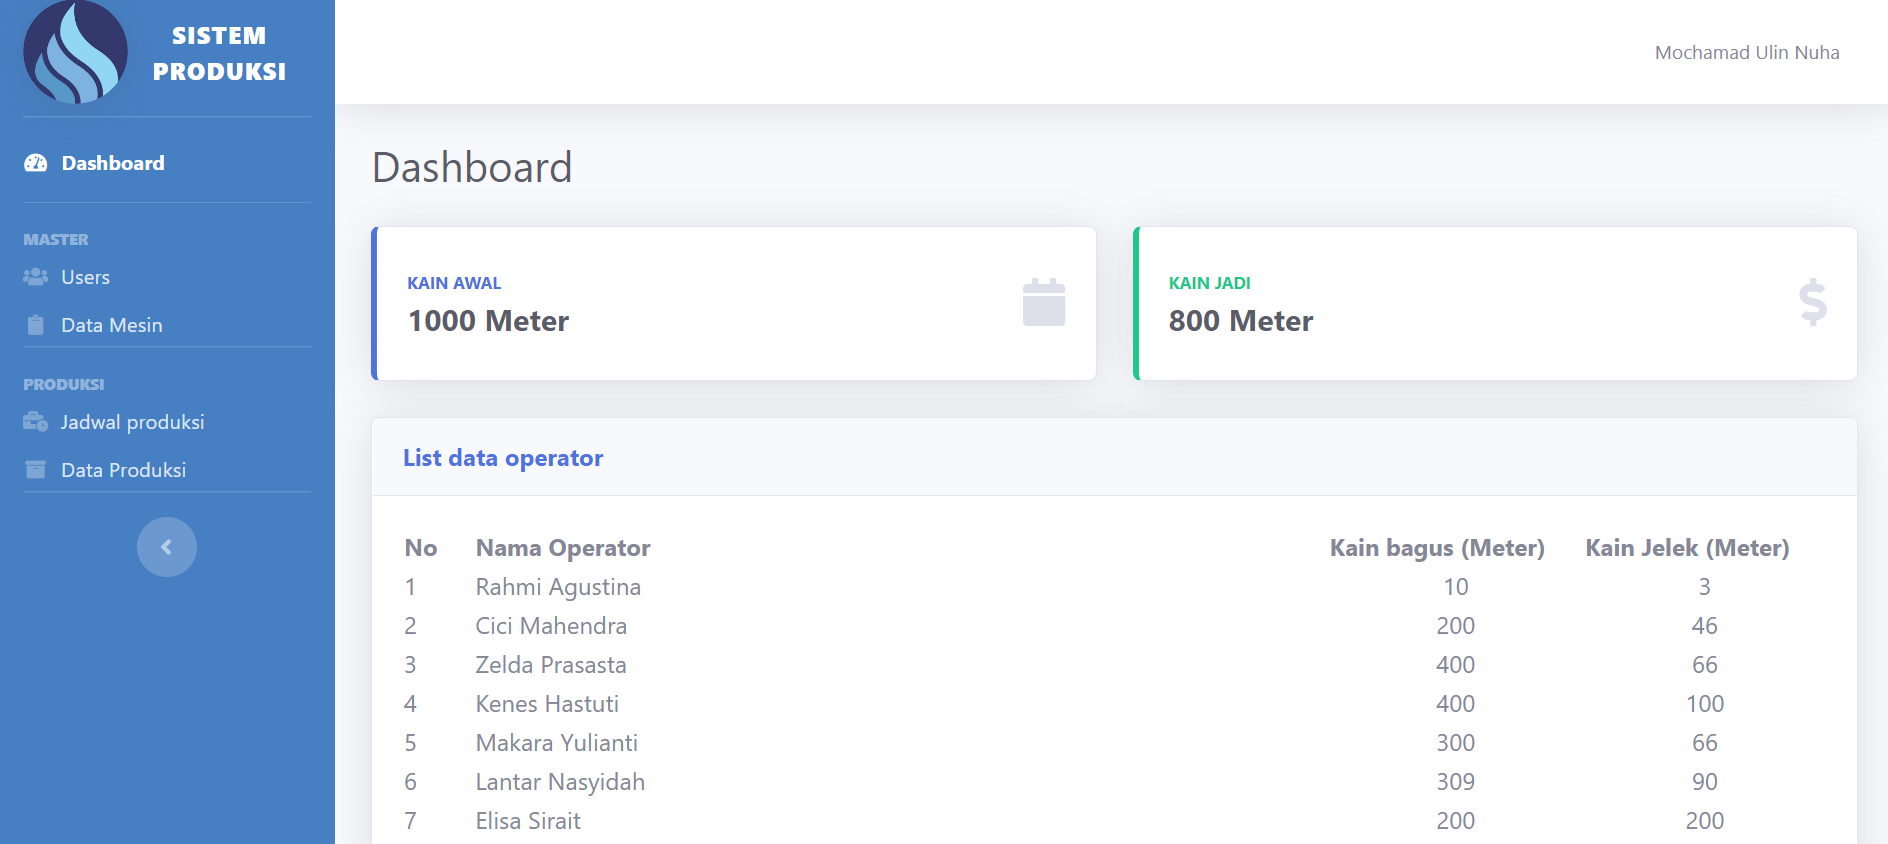 SISTEM
PRODUKSI
Mochamad Ulin Nuha
Dashboard
MASTER
Users
Data Mesin
PRODUKSI
Jadwal produksi
Data Produksi
Dashboard
KAIN AWAL
1000 Meter
KAIN JADI
800 Meter
List data operator
No Nama Operator Kain bagus (Meter) Kain Jelek (Meter)
1 Rahmi Agustina 10 3
2 Cici Mahendra 200 46
3 Zelda Prasasta 400 66
4 Kenes Hastuti 400 100
5 Makara Yulianti 300 66
6 Lantar Nasyidah 309 90
7 Elisa Sirait 200 200